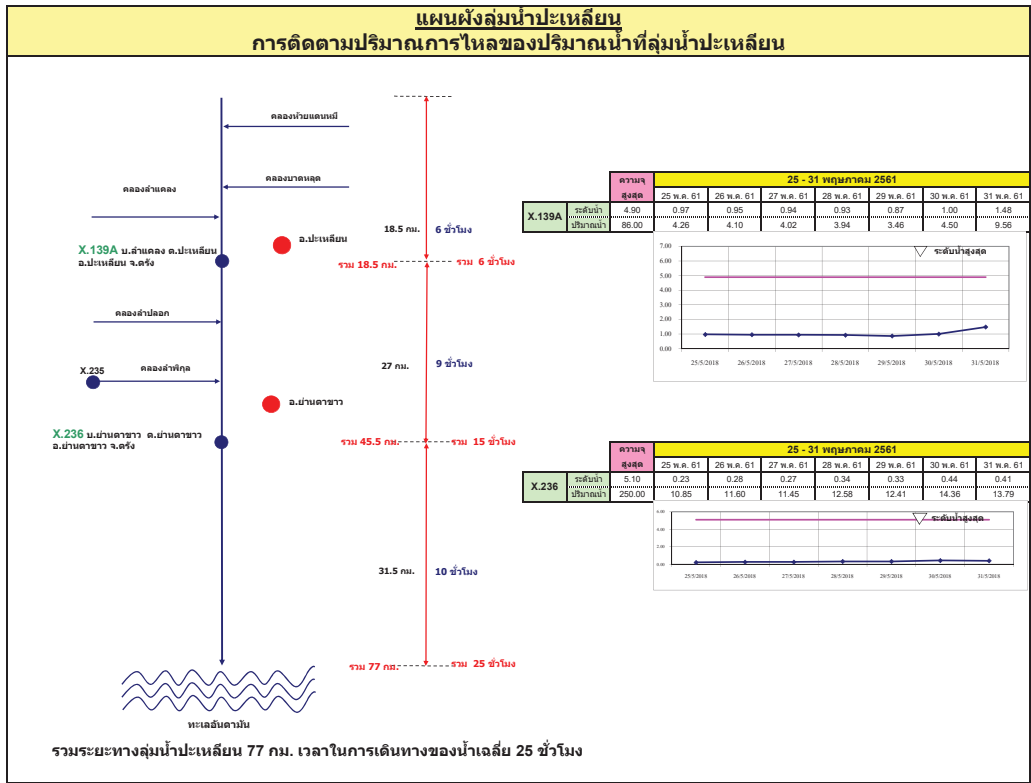 แผนผังลุ่มน้ำปะเหลียน
การติดตามปริมาณการไหลของปริมาณน้ำที่ลุ่มน้ำปะเหลียน
คลองห้วยแดนหมี
คลองบาดหลุด
คลองลำแคลง
X.139A บ.ลำแคลง ต.ปะเหลียน
อ.ปะเหลียน จ.ตรัง
อ.ปะเหลียน
18.5 กม. 6 ชั่วโมง
รวม 18.5 กม. รวม 6 ชั่วโมง
คลองลำปลอก
X.235 คลองลำพิกุล
27 กม. 9 ชั่วโมง
อ.ย่านตาขาว
X.236 บ.ย่านตาขาว ต.ย่านตาขาว
อ.ย่านตาขาว จ.ตรัง
รวม 45.5 กม. รวม 15 ชั่วโมง
31.5 กม. 10 ชั่วโมง
รวม 77 กม. รวม 25 ชั่วโมง
ทะเลอันดามัน
ความจุสูงสุด 25 - 31 พฤษภาคม 2561
25 พ.ค. 61 26 พ.ค. 61 27 พ.ค. 61 28 พ.ค. 61 29 พ.ค. 61 30 พ.ค. 61 31 พ.ค. 61
X.139A ระดับน้ำ 4.90 0.97 0.95 0.94 0.93 0.87 1.00 1.48
ปริมาณน้ำ 86.00 4.26 4.10 4.02 3.94 3.46 4.50 9.56
ระดับน้ำสูงสุด
7.00
6.00
5.00
4.00
3.00
2.00
1.00
0.00
25/5/2018 26/5/2018 27/5/2018 28/5/2018 29/5/2018 30/5/2018 31/5/2018
ความจุสูงสุด 25 - 31 พฤษภาคม 2561
25 พ.ค. 61 26 พ.ค. 61 27 พ.ค. 61 28 พ.ค. 61 29 พ.ค. 61 30 พ.ค. 61 31 พ.ค. 61
X.236 ระดับน้ำ 5.10 0.23 0.28 0.27 0.34 0.33 0.44 0.41
ปริมาณน้ำ 250.00 10.85 11.60 11.45 12.58 12.41 14.36 13.79
ระดับน้ำสูงสุด
6.00
4.00
2.00
0.00
25/5/2018 26/5/2018 27/5/2018 28/5/2018 29/5/2018 30/5/2018 31/5/2018
รวมระยะทางลุ่มน้ำปะเหลียน 77 กม. เวลาในการเดินทางของน้ำเฉลี่ย 25 ชั่วโมง